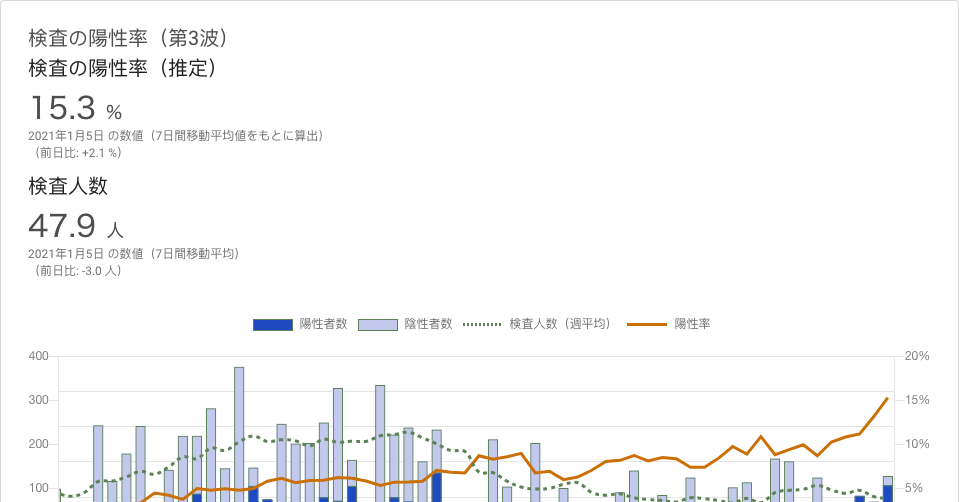 検査の陽性率（第3波）
検査の陽性率（推定）
15.3 %
2021年1月5日 の数値（7日間移動平均値をもとに算出）
（前日比: +2.1 %）
検査人数
47.9 人
2021年1月5日 の数値（7日間移動平均）
（前日比: -3.0 人）
陽性者数 陰性者数 検査人数（週平均） 陽性率
400 20%
300 15%
200 10%
100 5%